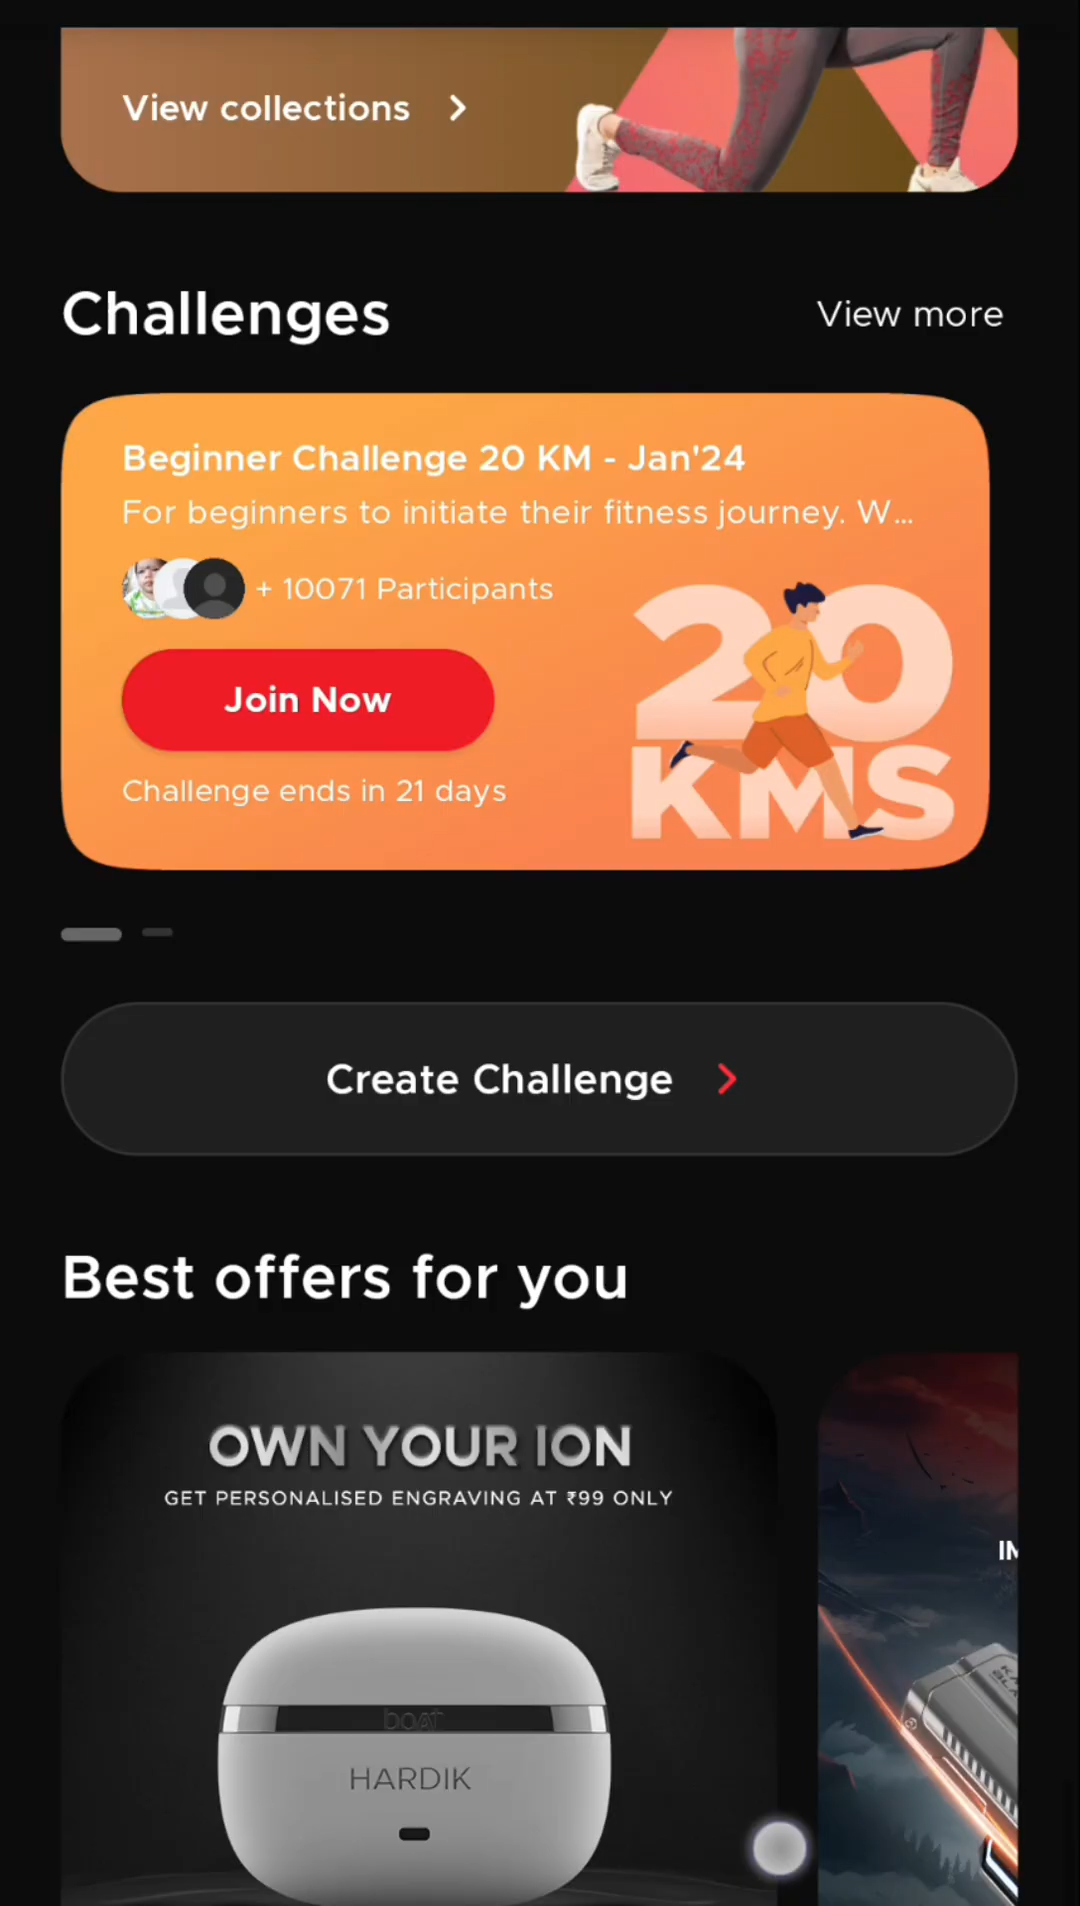 View collections
Challenges
View more
Beginner Challenge 20 KM - Jan'24
For beginners to initiate their fitness journey. W...
+ 10071 Participants
20
KMS
Join Now
Challenge ends in 21 days
Create Challenge
Best offers for you
OWN YOUR ION
GET PERSONALISED ENGRAVING AT ₹99 ONLY
boAt
HARDIK